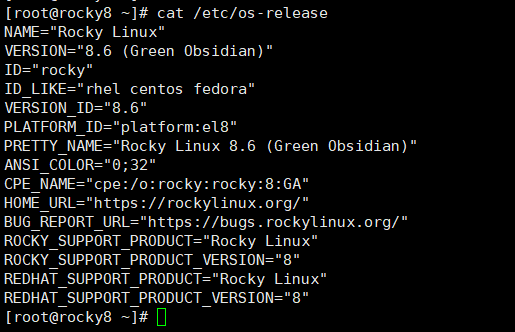 [root@rocky8 ~]# cat /etc/os-release
NAME="Rocky Linux"
VERSION="8.6 (Green Obsidian)"
ID="rocky"
ID_LIKE="rhel centos fedora"
VERSION_ID="8.6"
PLATFORM_ID="platform:el8"
PRETTY_NAME="Rocky Linux 8.6 (Green Obsidian)"
ANSI_COLOR="0;32"
CPE_NAME="cpe:/o:rocky:rocky:8:GA"
HOME_URL="https://rockylinux.org/"
BUG_REPORT_URL="https://bugs.rockylinux.org/"
ROCKY_SUPPORT_PRODUCT="Rocky Linux"
ROCKY_SUPPORT_PRODUCT_VERSION="8"
REDHAT_SUPPORT_PRODUCT="Rocky Linux"
REDHAT_SUPPORT_PRODUCT_VERSION="8"
[root@rocky8 ~]#